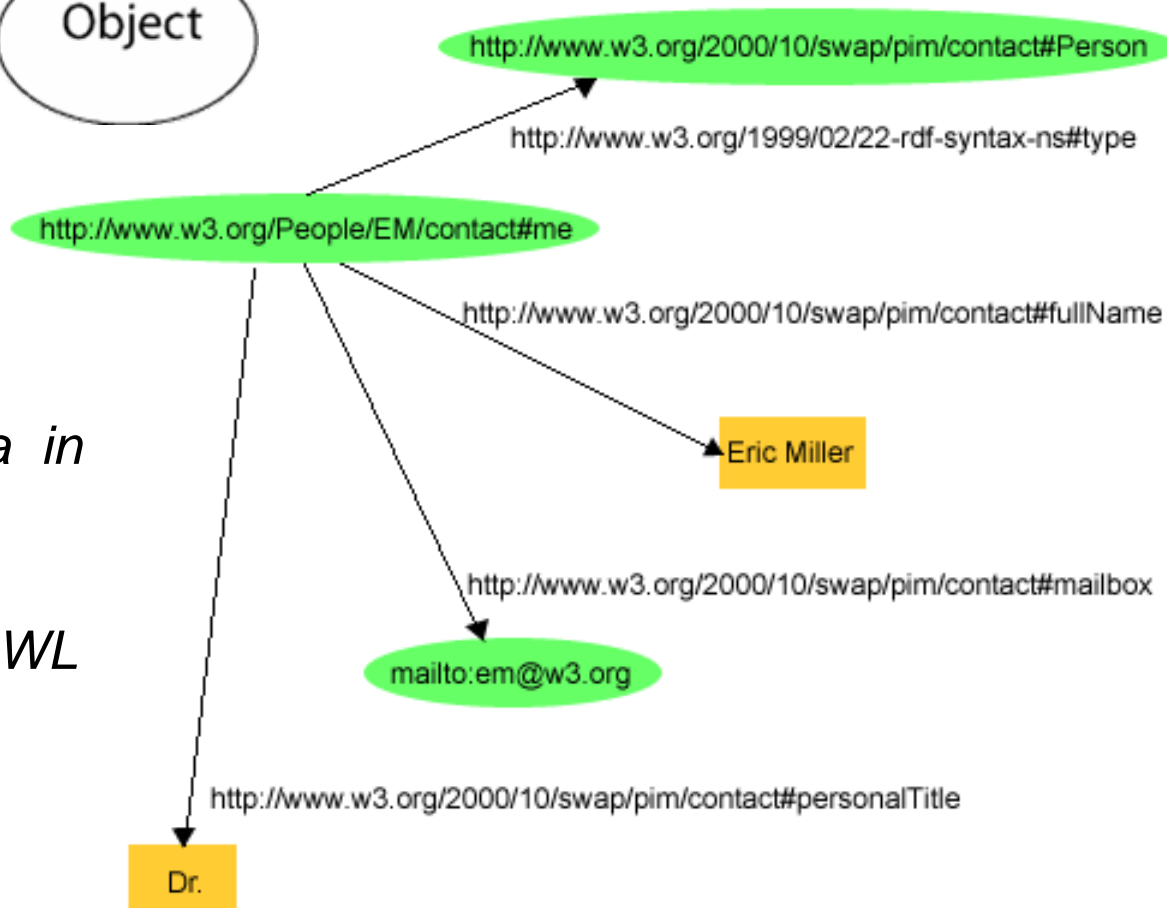 Object
http://www.w3.org/2000/10/swap/pim/contact#Person
http://www.w3.org/1999/02/22-rdf-syntax-ns#type
http://www.w3.org/People/EM/contact#me
http://www.w3.org/2000/10/swap/pim/contact#fullName
a in
Eric Miller
http://www.w3.org/2000/10/swap/pim/contact#mailbox
WL
mailto:em@w3.org
http://www.w3.org/2000/10/swap/pim/contact#personalTitle
Dr.